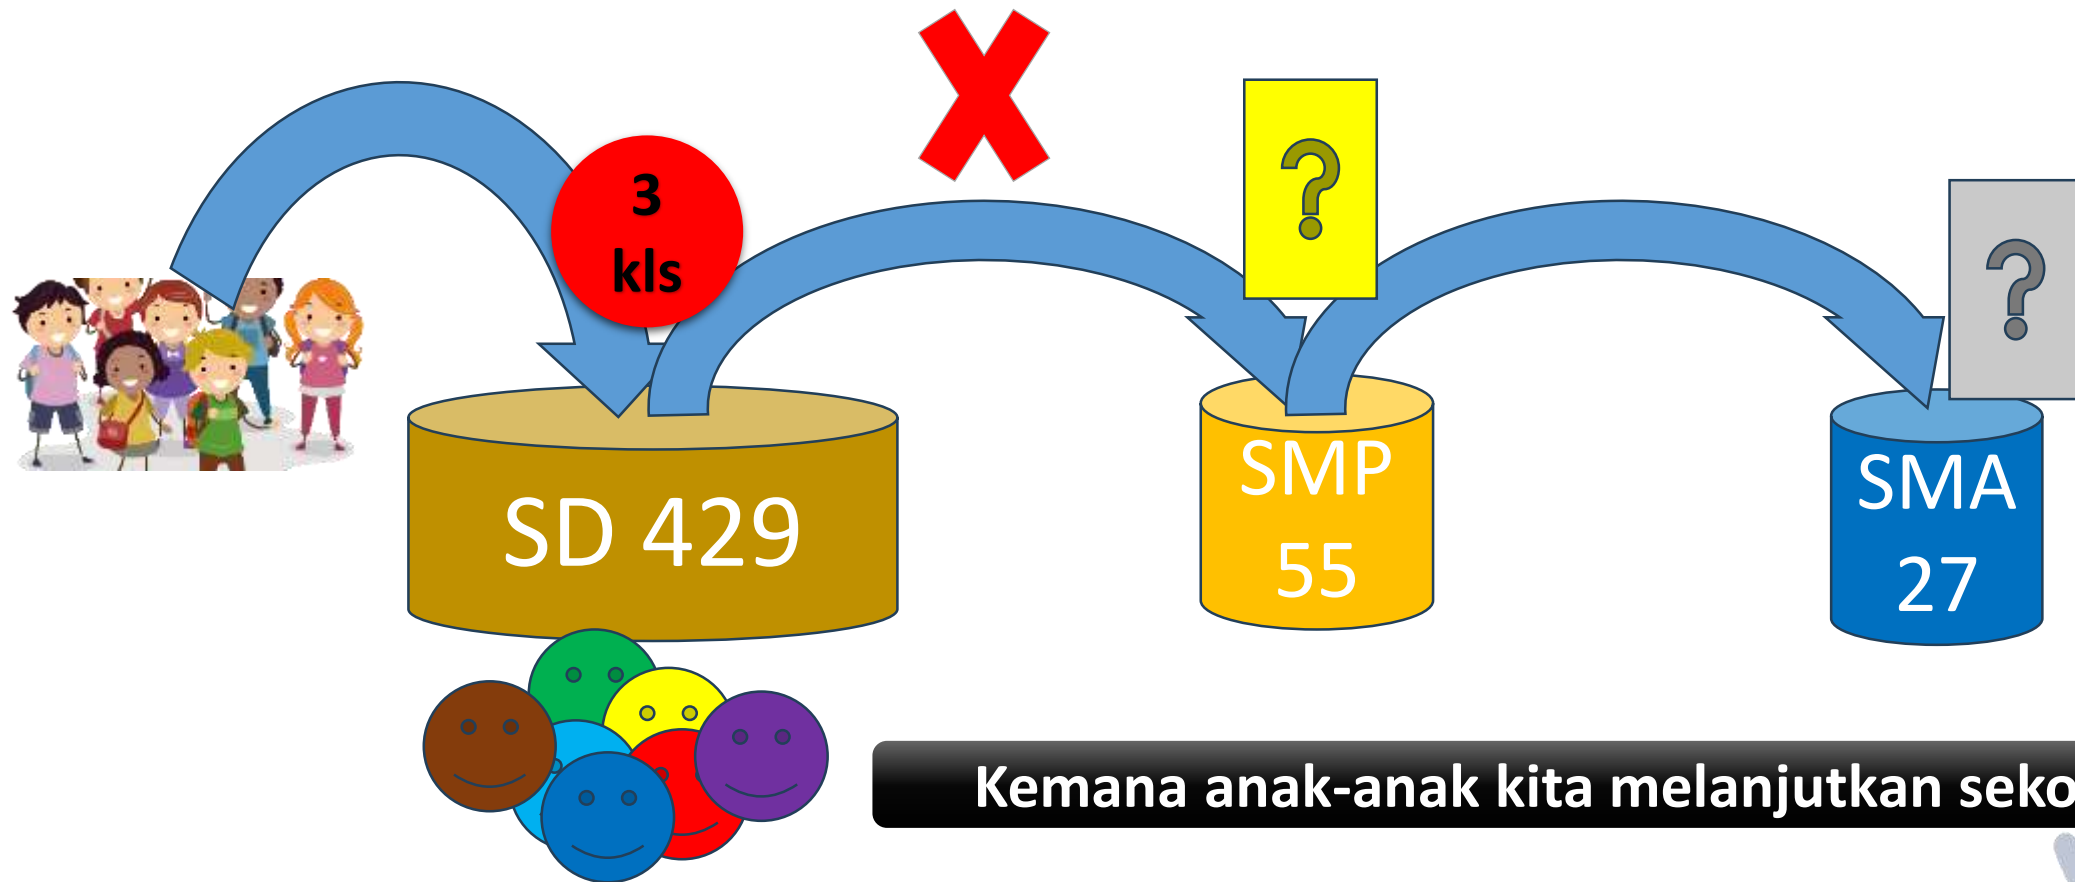 3
kls
?
?
SD 429
SMP
55
SMA
27
Kemana anak-anak kita melanjutkan seko